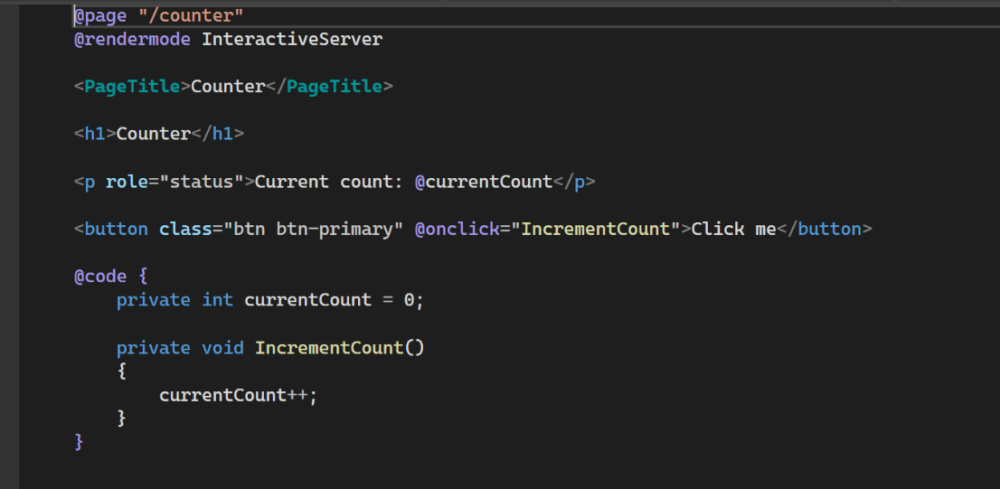 @page "/counter"
@rendermode InteractiveServer
<PageTitle>Counter</PageTitle>
<h1>Counter</h1>
<p role="status">Current count: @currentCount</p>
<button class="btn btn-primary" @onclick="IncrementCount">Click me</button>
@code {
    private int currentCount = 0;
    private void IncrementCount()
    {
        currentCount++;
    }
}